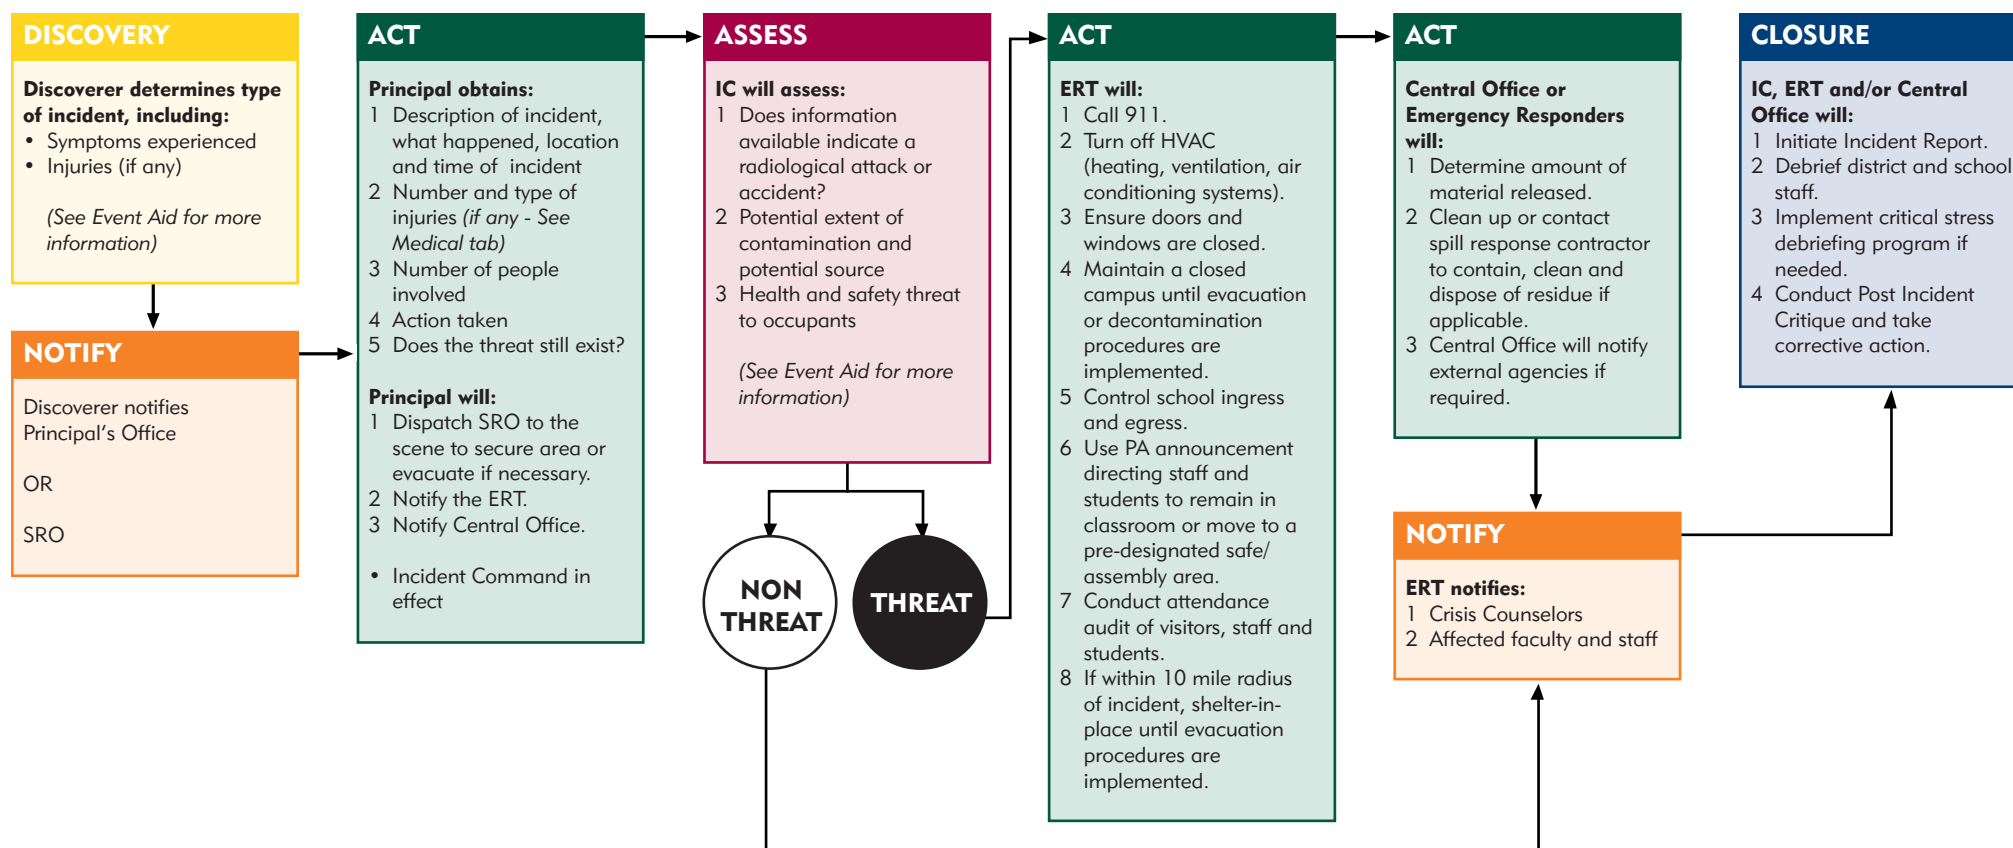 DISCOVERY
Discoverer determines type
of incident, including:
• Symptoms experienced
• Injuries (if any)
(See Event Aid for more
information)
NOTIFY
Discoverer notifies
Principal's Office
OR
SRO
ACT
Principal obtains:
1 Description of incident,
what happened, location
and time of incident
2 Number and type of
injuries (if any - See
Medical tab)
3 Number of people
involved
4 Action taken
5 Does the threat still exist?
Principal will:
1 Dispatch SRO to the
scene to secure area or
evacuate if necessary.
2 Notify the ERT.
3 Notify Central Office.
• Incident Command in
effect
ASSESS
IC will assess:
1 Does information
available indicate a
radiological attack or
accident?
2 Potential extent of
contamination and
potential source
3 Health and safety threat
to occupants
(See Event Aid for more
information)
NON
THREAT
THREAT
ACT
ERT will:
1 Call 911.
2 Turn off HVAC
(heating, ventilation, air
conditioning systems).
3 Ensure doors and
windows are closed.
4 Maintain a closed
campus until evacuation
or decontamination
procedures are
implemented.
5 Control school ingress
and egress.
6 Use PA announcement
directing staff and
students to remain in
classroom or move to a
pre-designated safe/
assembly area.
7 Conduct attendance
audit of visitors, staff and
students.
8 If within 10 mile radius
of incident, shelter-in-
place until evacuation
procedures are
implemented.
ACT
Central Office or
Emergency Responders
will:
1 Determine amount of
material released.
2 Clean up or contact
spill response contractor
to contain, clean and
dispose of residue if
applicable.
3 Central Office will notify
external agencies if
required.
NOTIFY
ERT notifies:
1 Crisis Counselors
2 Affected faculty and staff
CLOSURE
IC, ERT and/or Central
Office will:
1 Initiate Incident Report.
2 Debrief district and school
staff.
3 Implement critical stress
debriefing program if
needed.
4 Conduct Post Incident
Critique and take
corrective action.